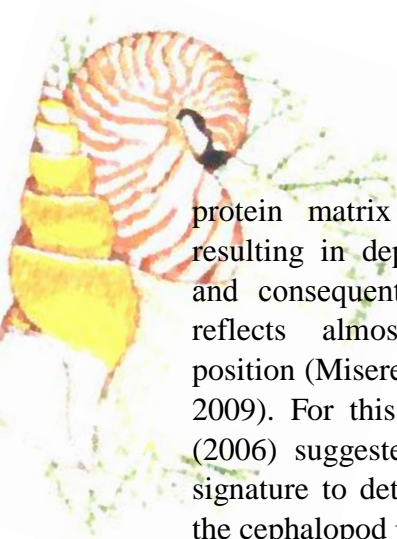 protein matrix
resulting in dep
and consequent
reflects almos
position (Misere
2009). For this
(2006) suggeste
signature to det
the cephalopod